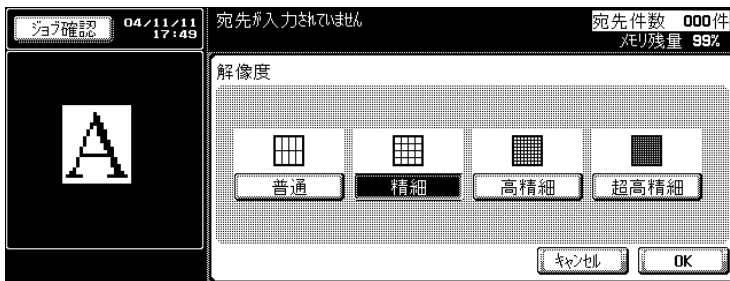 ジョブ確認 04/11/11 17:49
宛先が入力されていません
宛先件数 000件
メモリ残量 99%
解像度
A
普通 精細 高精細 超高精細
キャンセル OK